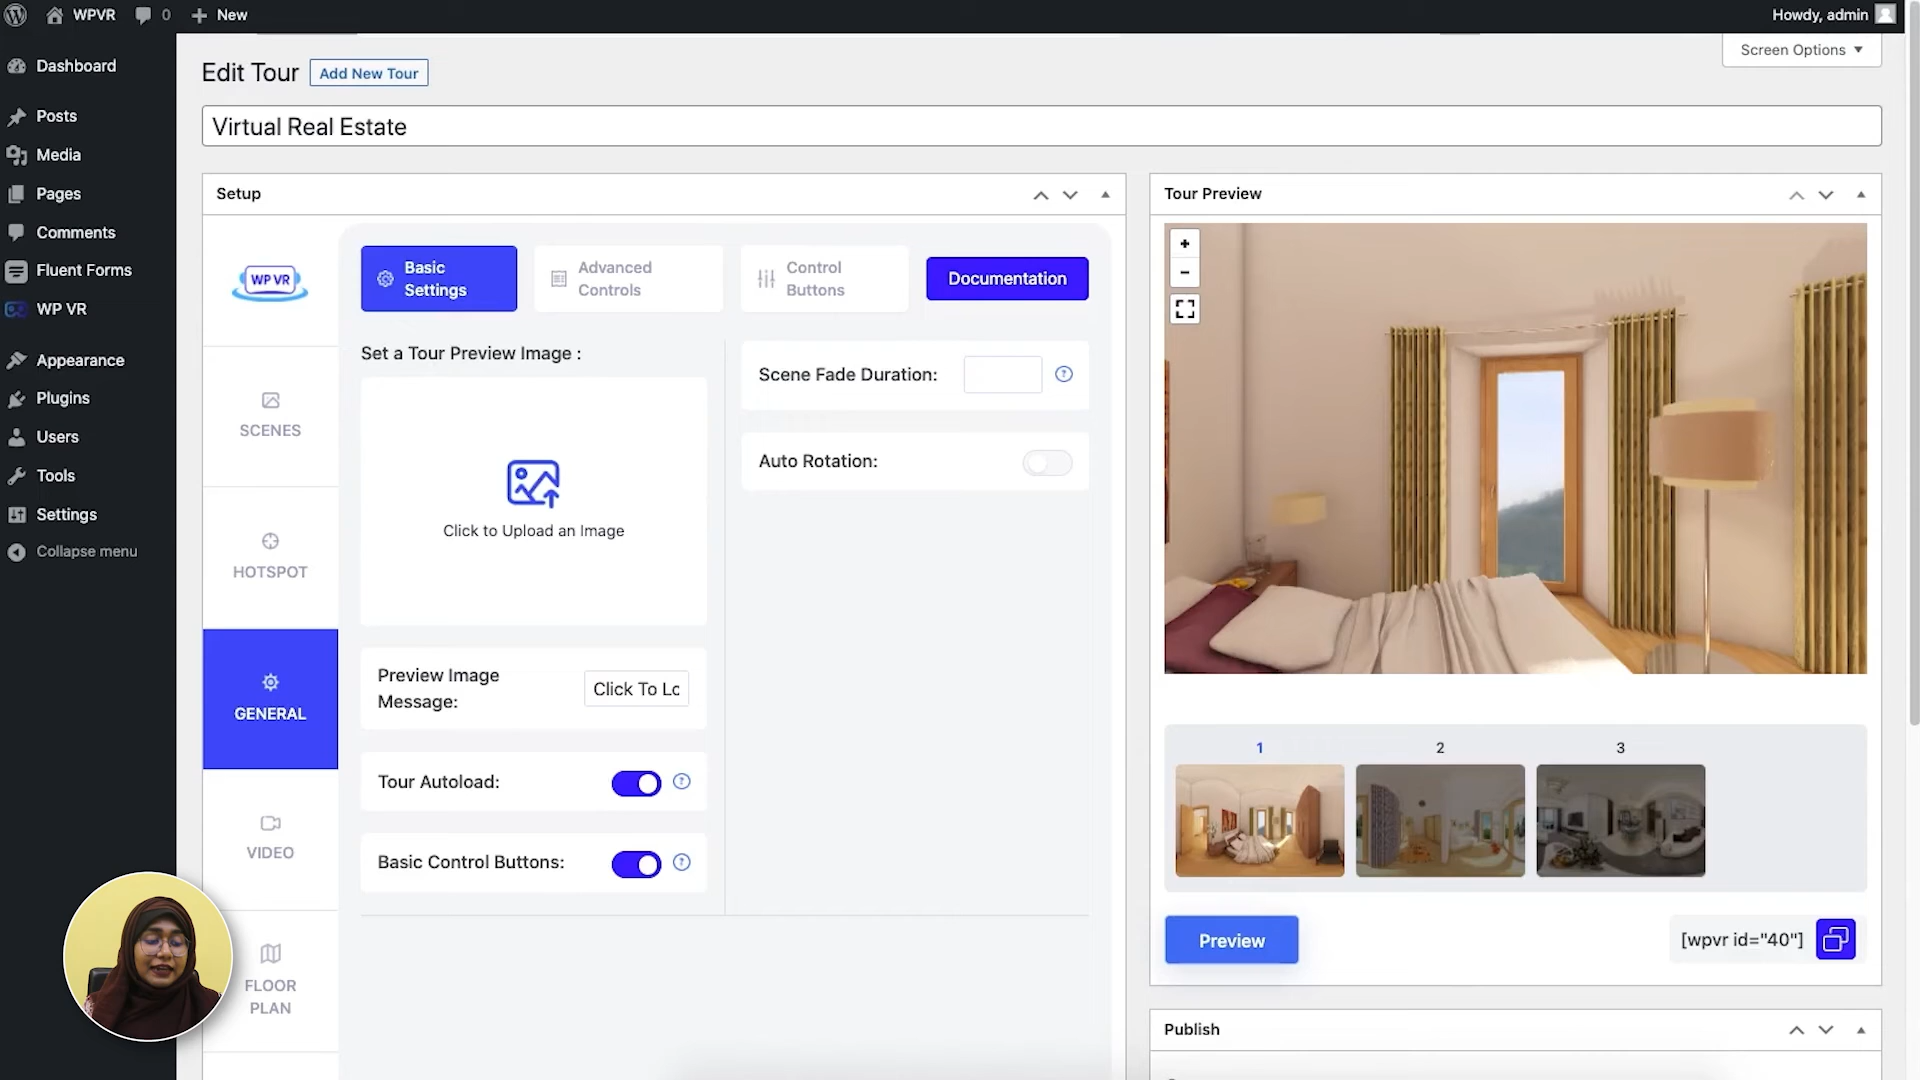 WPVR
0
New
Howdy, admin
Dashboard
Posts
Media
Pages
Comments
Fluent Forms
WP VR
Appearance
Plugins
Users
Tools
Settings
Collapse menu
Screen Options
Edit Tour
Add New Tour
Virtual Real Estate
Setup
WP VR
SCENES
HOTSPOT
GENERAL
VIDEO
FLOOR
PLAN
Basic
Settings
Advanced
Controls
Control
Buttons
Documentation
Set a Tour Preview Image :
Click to Upload an Image
Preview Image
Message:
Click To Lo
Tour Autoload:
Basic Control Buttons:
Scene Fade Duration:
Auto Rotation:
Tour Preview
+
-
1
2
3
Preview
[wpvr id="40"]
Publish